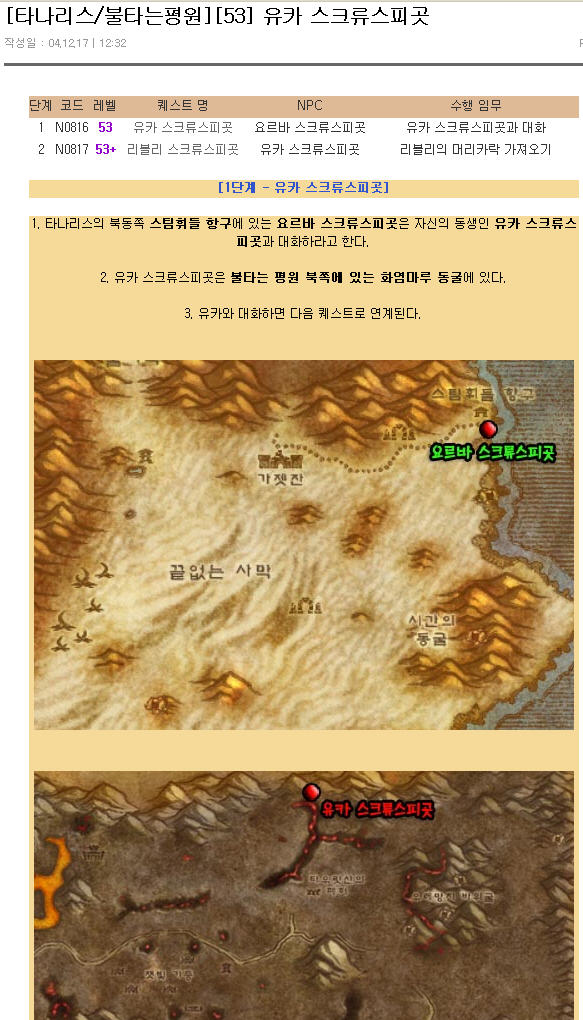 [타나리스/불타는평원][53] 유카 스크류스피곳
작성일 : 04.12.17 | 12:32
단계 코드 레벨 퀘스트 명 NPC 수행 임무
1 N0816 53 유카 스크류스피곳 요르바 스크류스피곳 유카 스크류스피곳과 대화
2 N0817 53+ 리블리 스크류스피곳 유카 스크류스피곳 리블리의 머리카락 가져오기
[1단계 - 유카 스크류스피곳]
1. 타나리스의 북동쪽 스팀휘들 항구에 있는 요르바 스크류스피곳은 자신의 동생인 유카 스크류스
피곳과 대화하라고 한다.
2. 유카 스크류스피곳은 불타는 평원 북쪽에 있는 화염마루 동굴에 있다.
3. 유카와 대화하면 다음 퀘스트로 연계된다.
스팀휘들 항구
요르바 스크류스피곳
가젯잔
끝없는 사막
시간의
동굴
유카 스크류스피곳